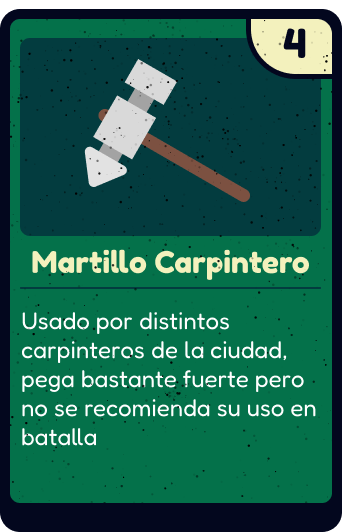 4
Martillo Carpintero
Usado por distintos
carpinteros de la ciudad,
pega bastante fuerte pero
no se recomienda su uso en
batalla